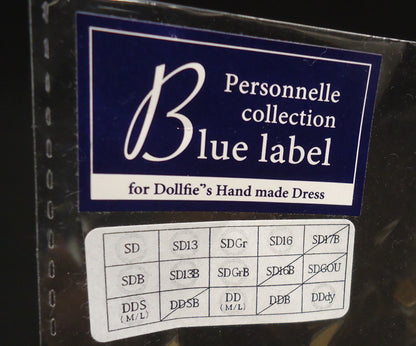 Personnelle
collection
Blue label
for Dollfie"s Hand made Dress
SD SD13 SDGr SD16 SD17B
SDB SD13B SDGrB SD16B SDGOU
DDS (M/L) DDSB DD (M/L) DDB DDdy